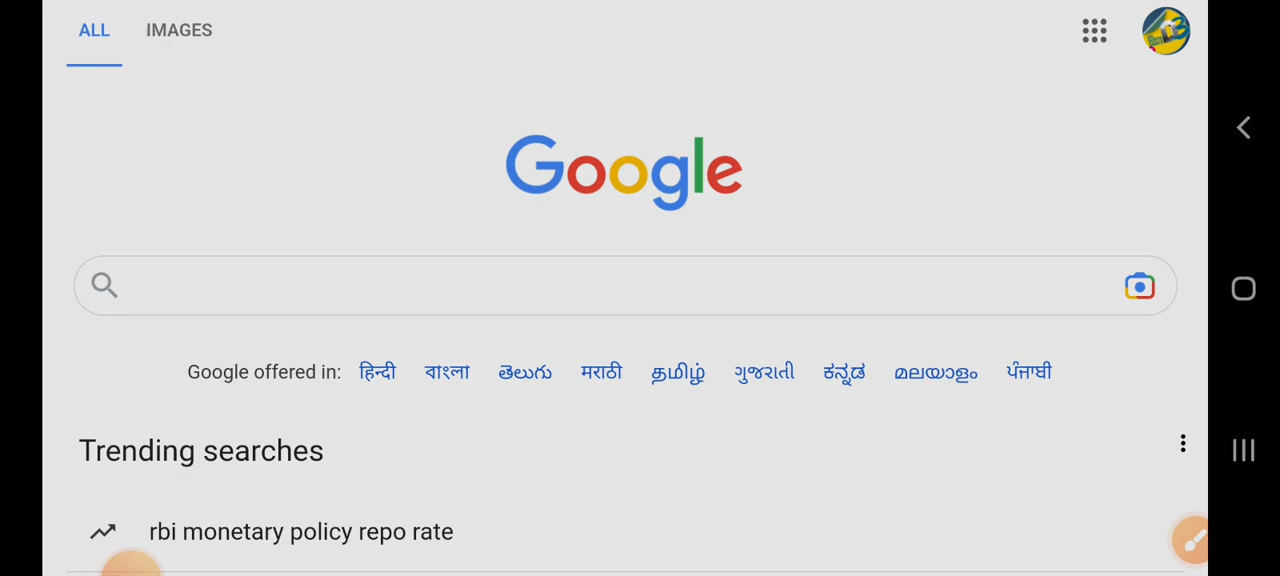 ALL IMAGES
Google
Google offered in: हिन्दी বাংলা తెలుగు मराठी தமிழ் ગુજરાતી ಕನ್ನಡ മലയാളം ਪੰਜਾਬੀ
Trending searches
rbi monetary policy repo rate